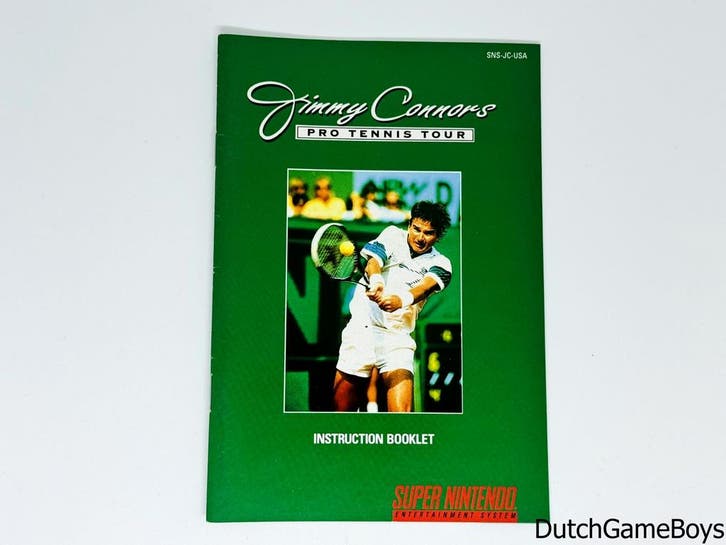 SNS-JC-USA
Jimmy Connors
PRO TENNIS TOUR
INSTRUCTION BOOKLET
SUPER NINTENDO
ENTERTAINMENT SYSTEM
DutchGameBoys